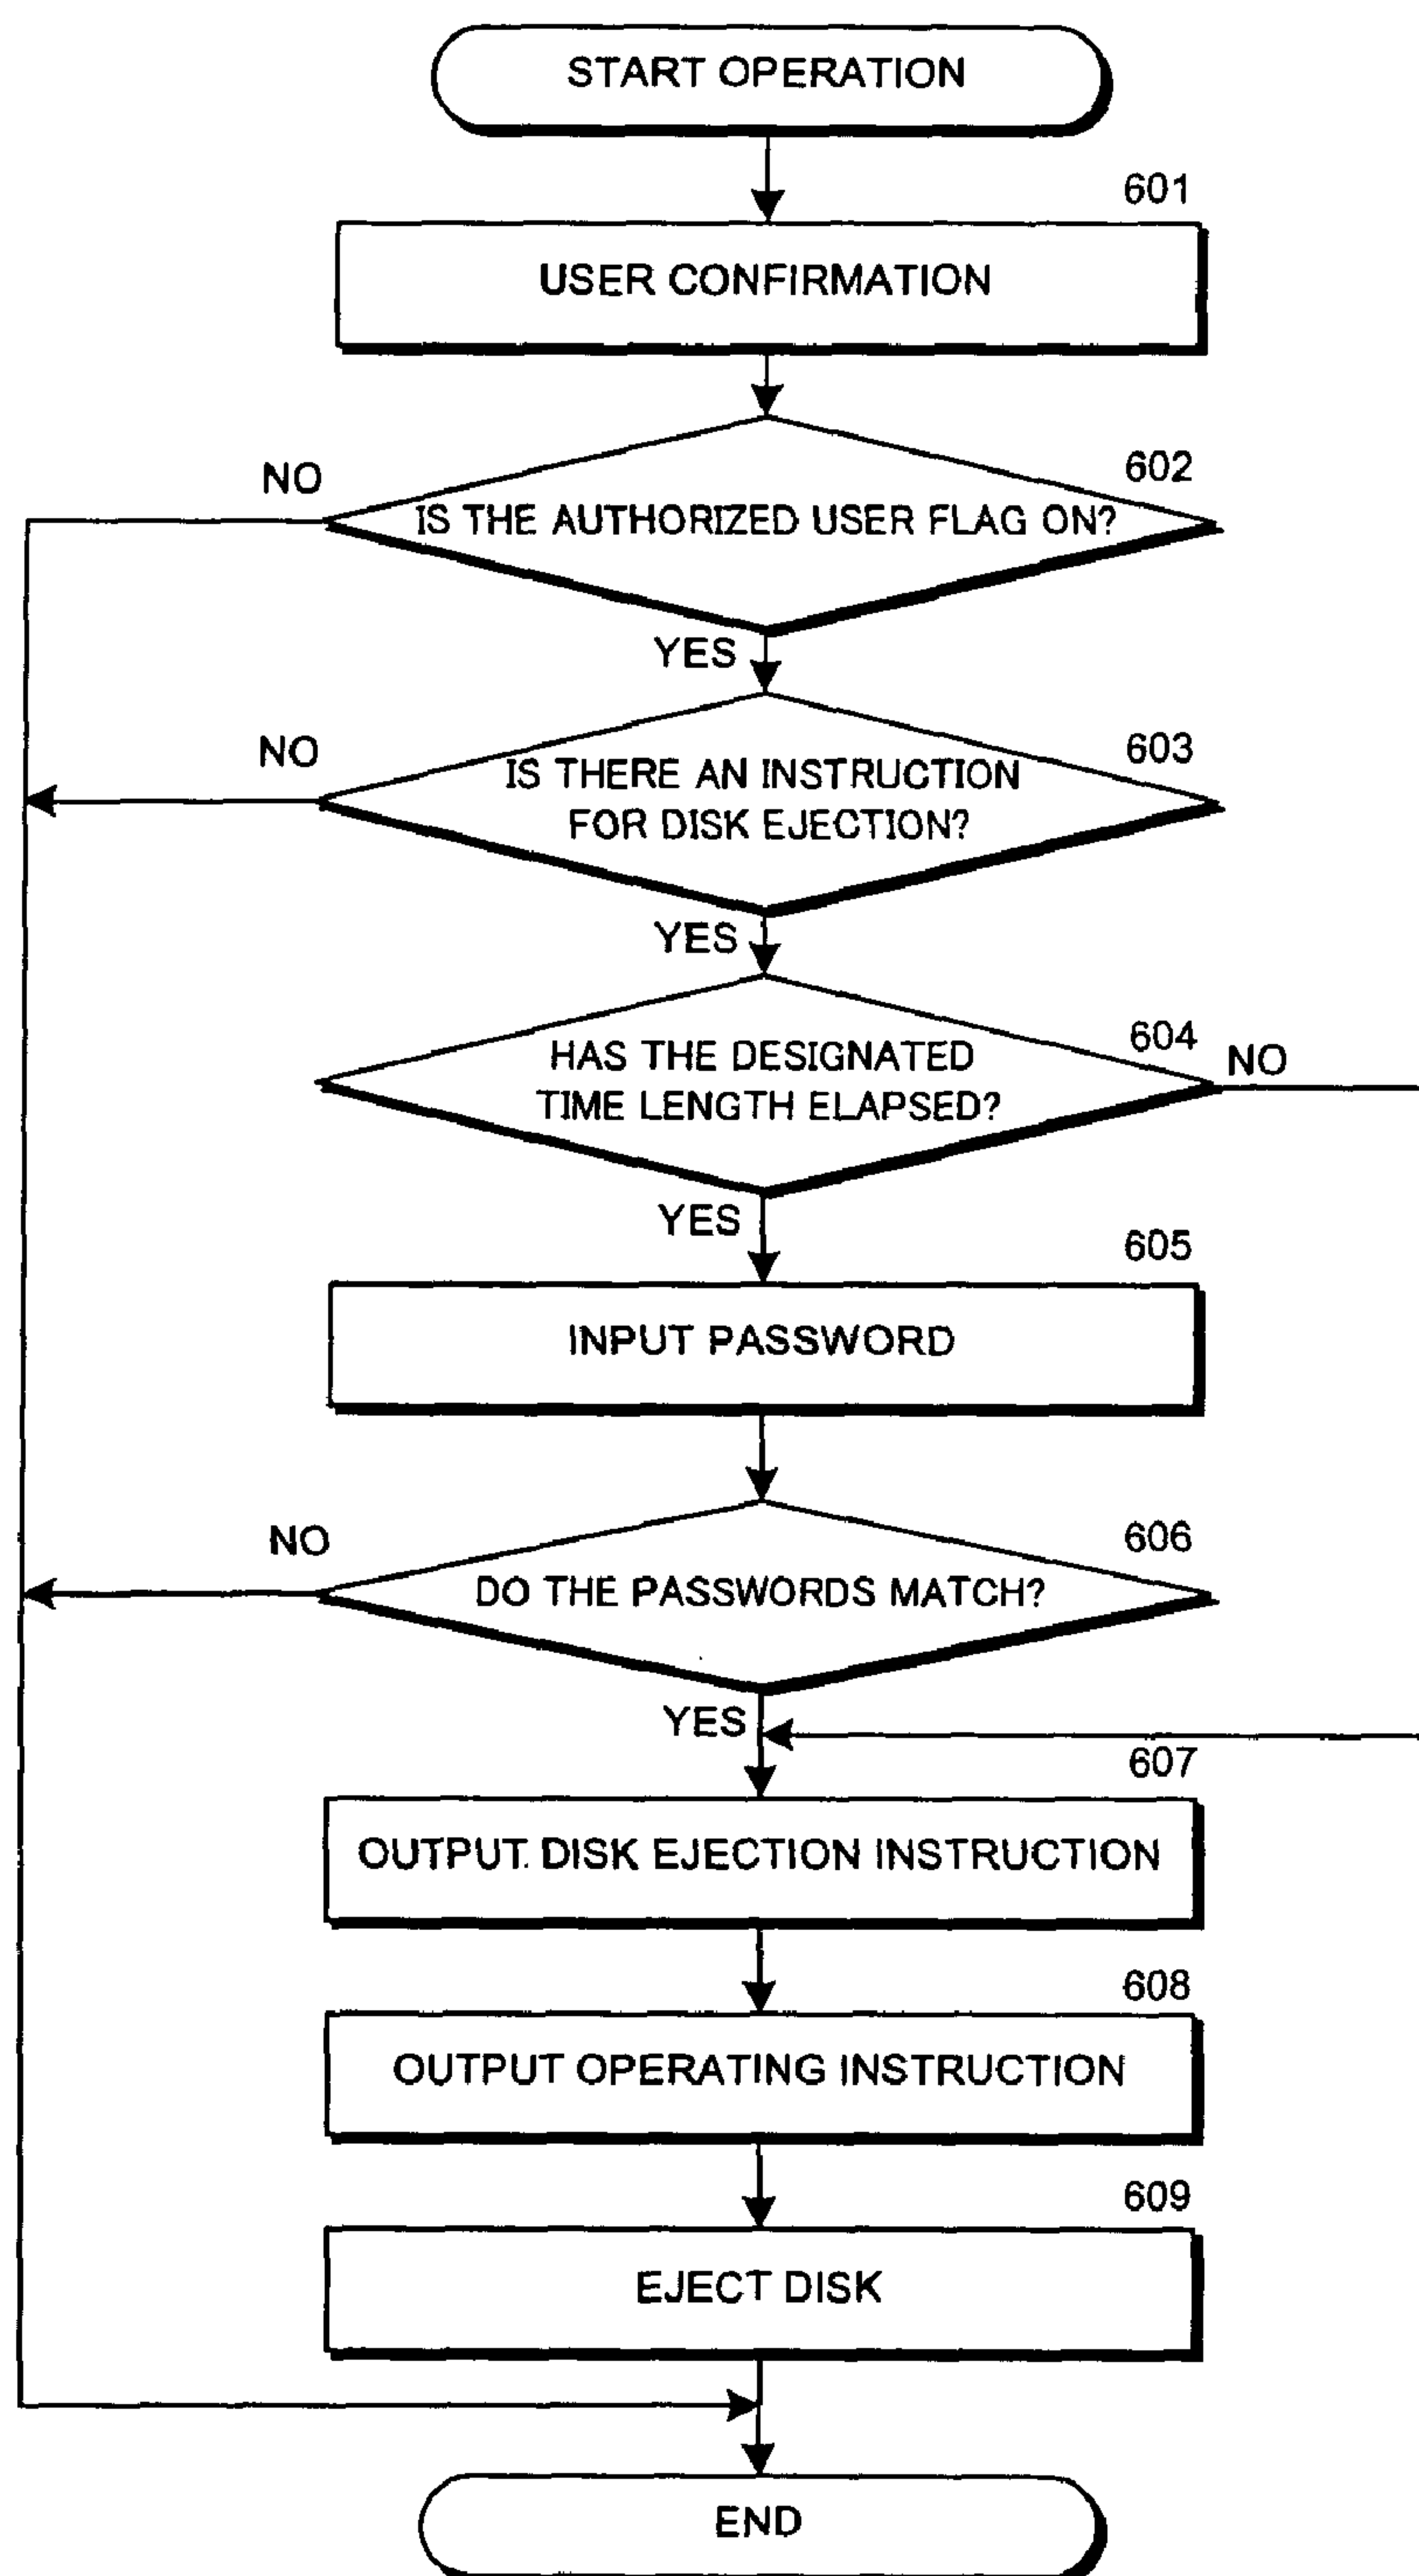 START OPERATION
601
USER CONFIRMATION
602
NO
IS THE AUTHORIZED USER FLAG ON?
YES
603
NO
IS THERE AN INSTRUCTION
FOR DISK EJECTION?
YES
604
NO
HAS THE DESIGNATED
TIME LENGTH ELAPSED?
YES
605
INPUT PASSWORD
606
NO
DO THE PASSWORDS MATCH?
YES
607
OUTPUT DISK EJECTION INSTRUCTION
608
OUTPUT OPERATING INSTRUCTION
609
EJECT DISK
END